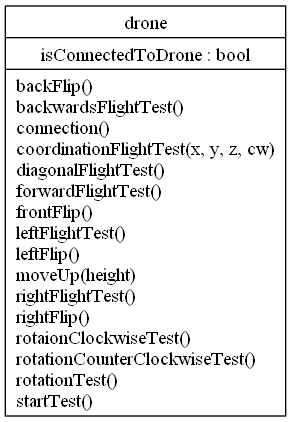 drone
isConnectedToDrone : bool
backFlip()
backwardsFlightTest()
connection()
coordinationFlightTest(x, y, z, cw)
diagonalFlightTest()
forwardFlightTest()
frontFlip()
leftFlightTest()
leftFlip()
moveUp(height)
rightFlightTest()
rightFlip()
rotaionClockwiseTest()
rotationCounterClockwiseTest()
rotationTest()
startTest()